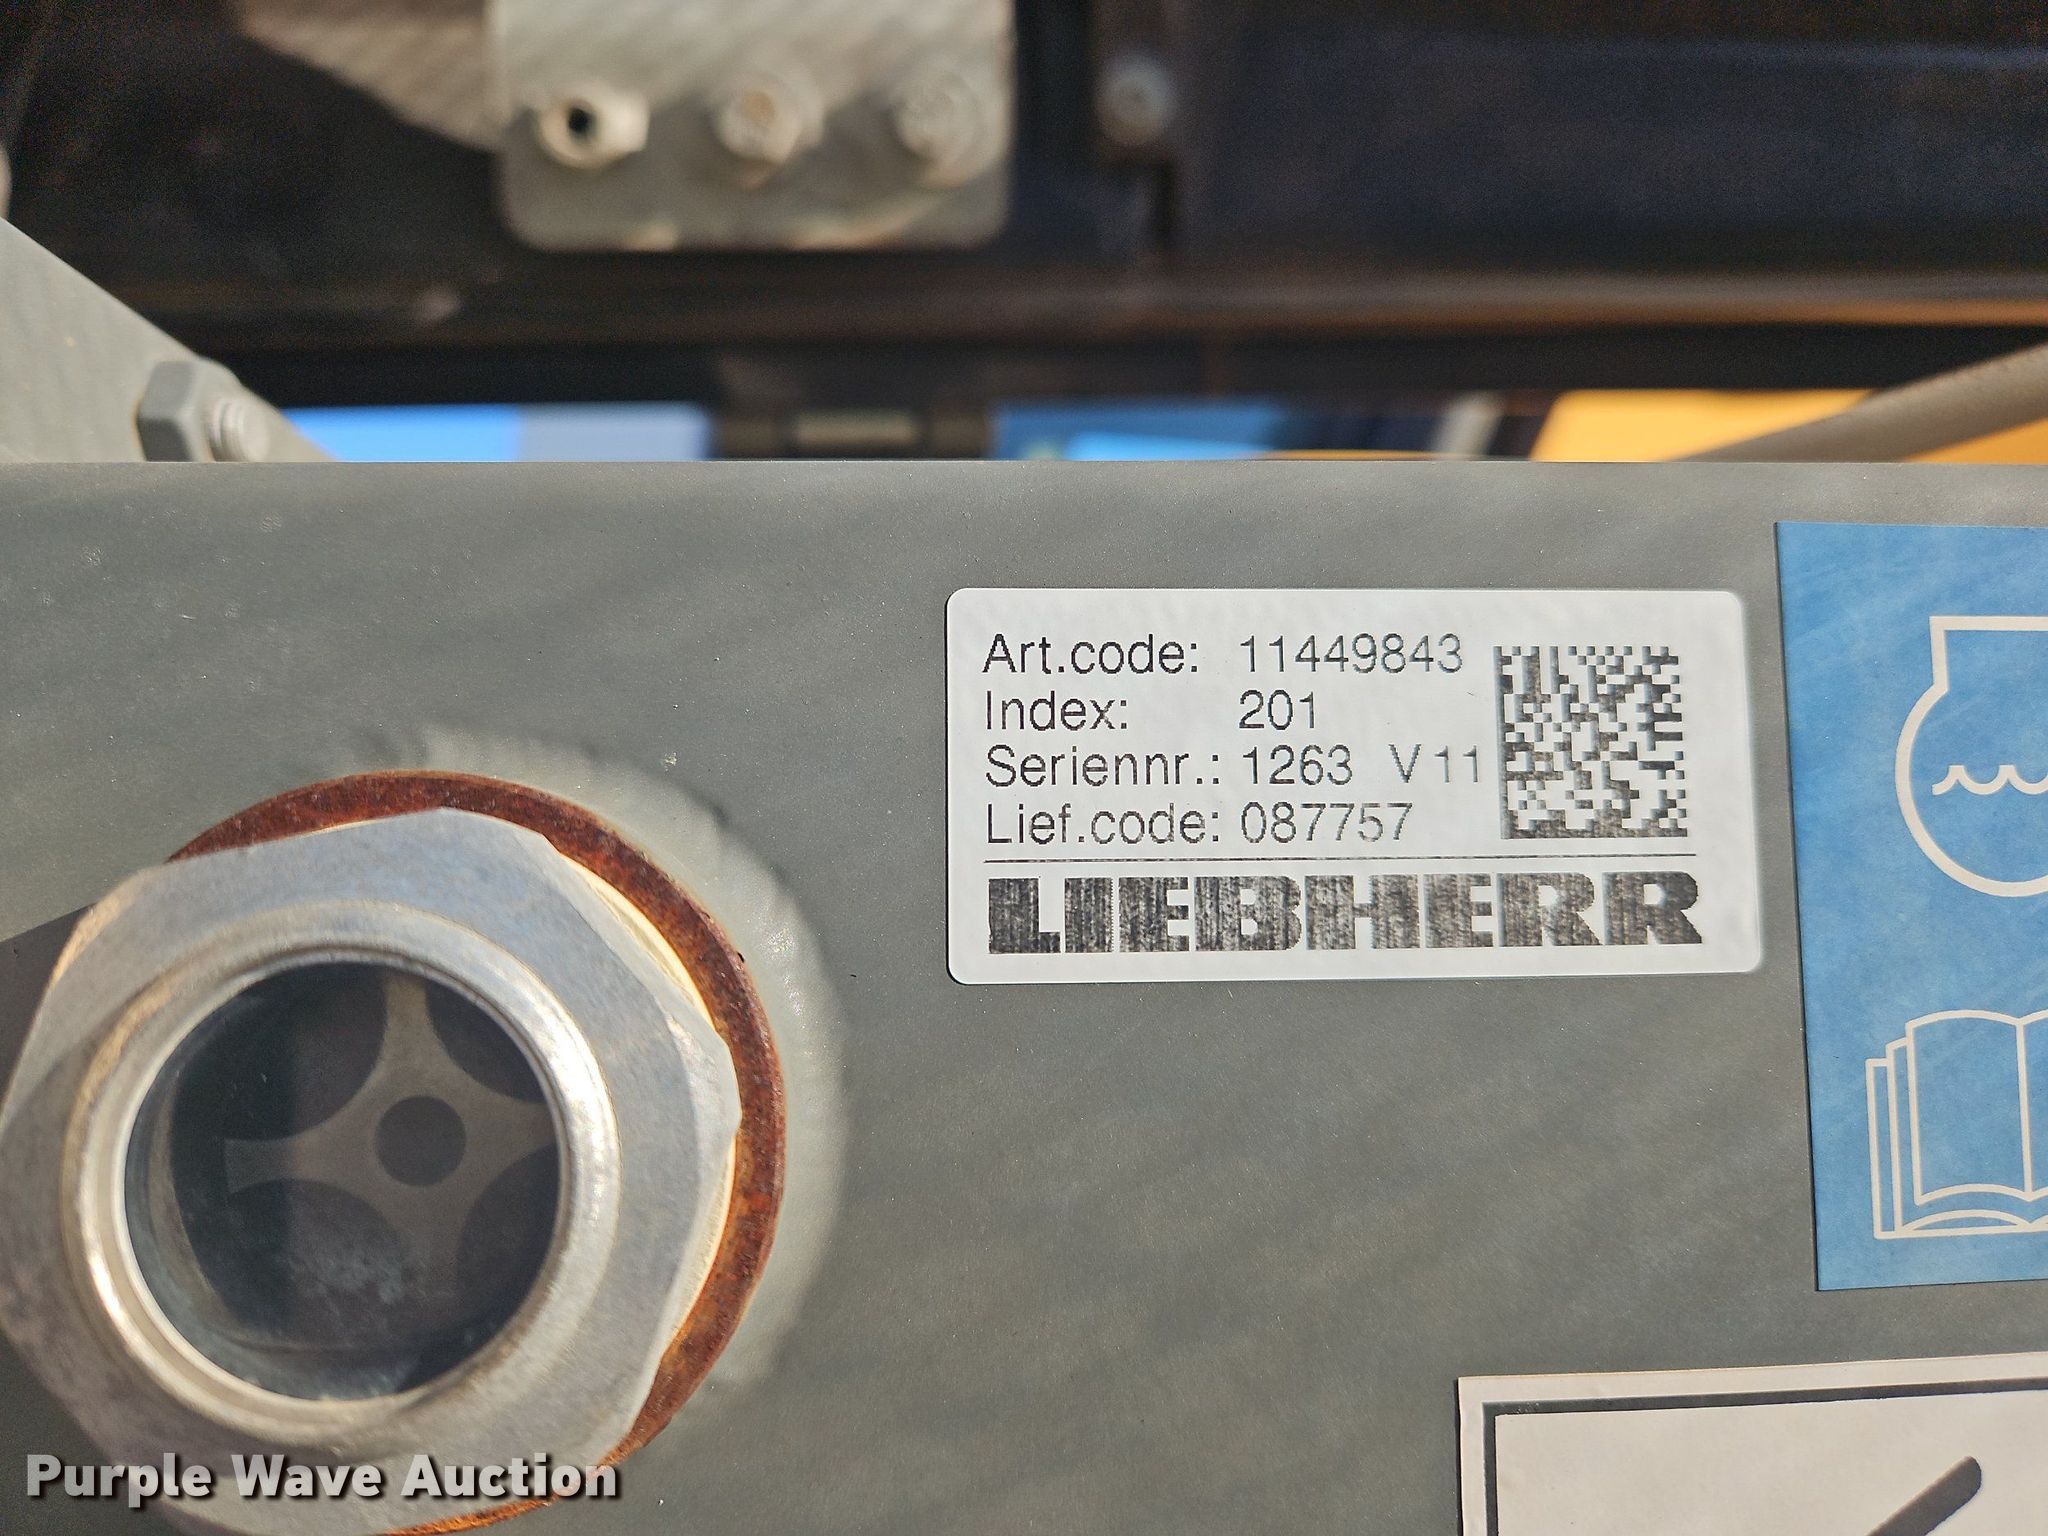 Art.code: 11449843
Index: 201
Seriennr.: 1263 V11
Lief.code: 087757
LIEBHERR
Purple Wave Auction